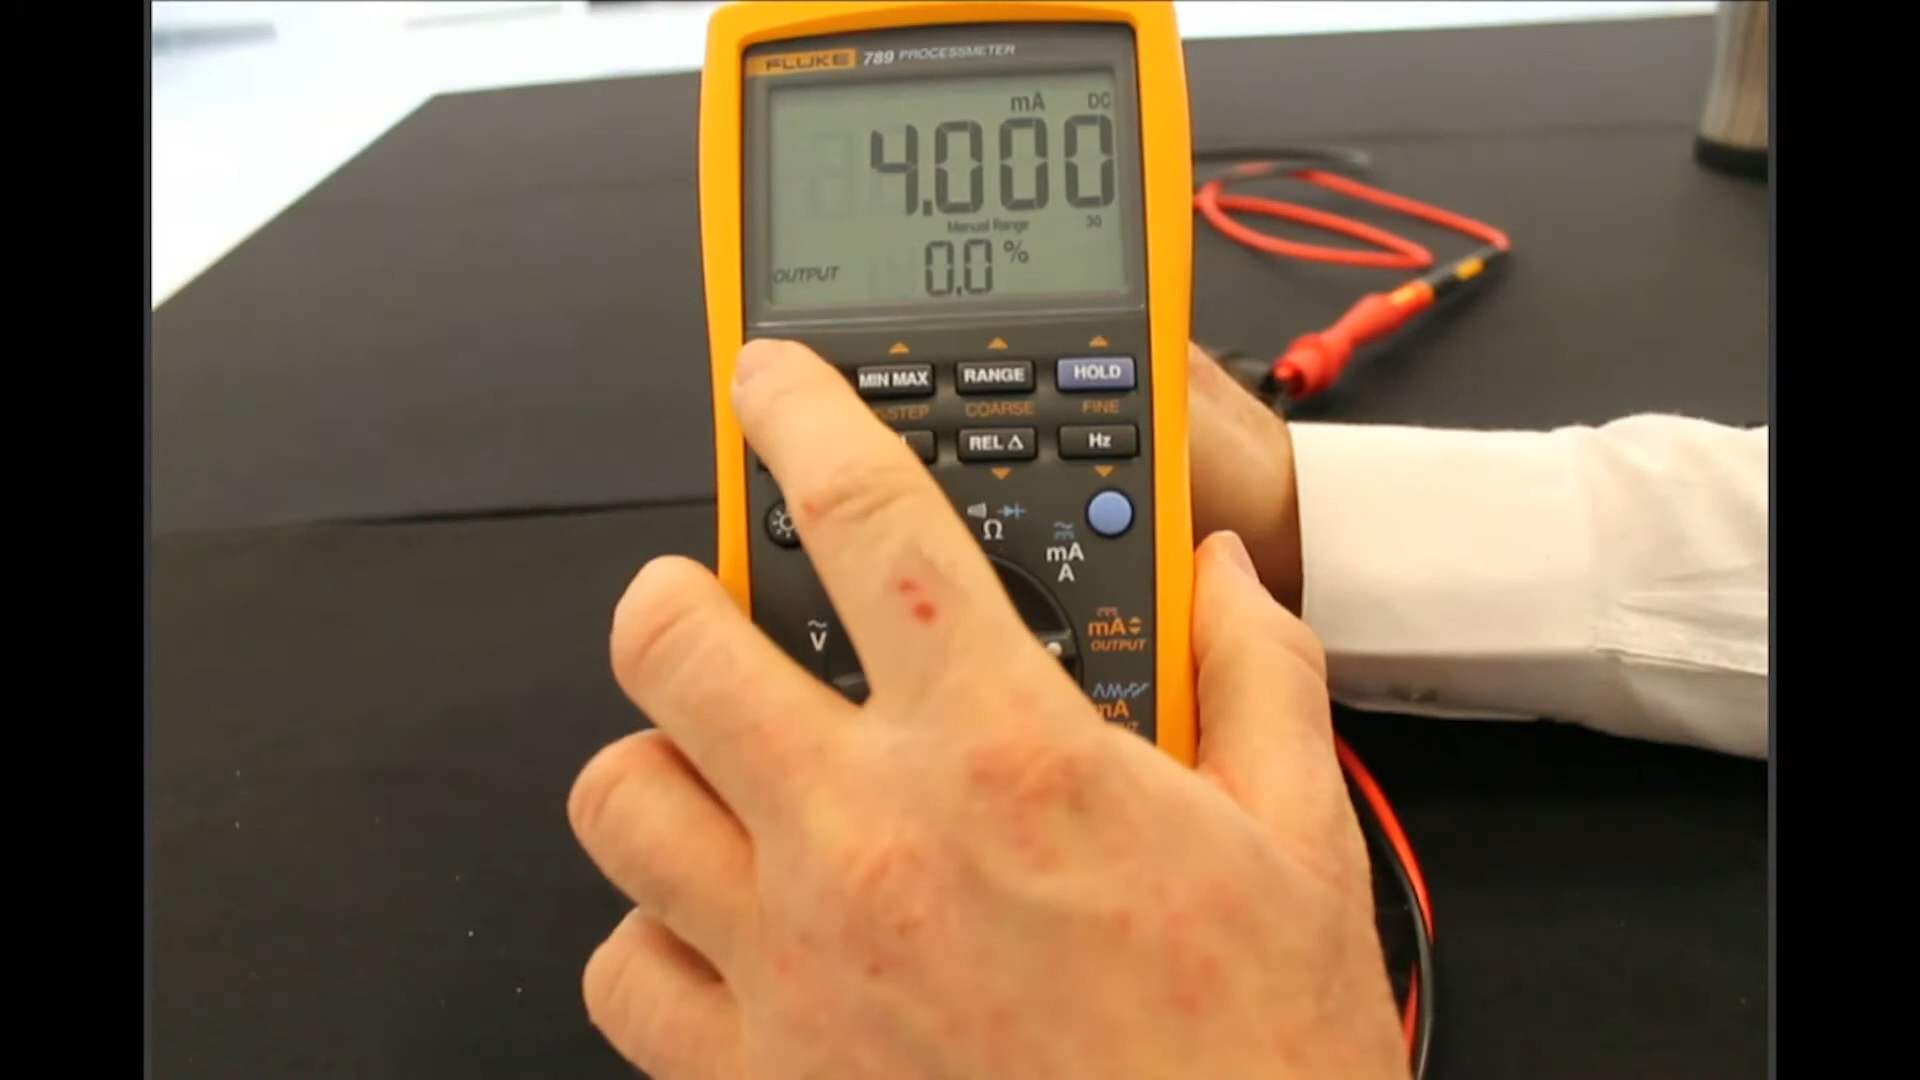 FLUKE 789 PROCESSMETER
mA DC
4.000
Manual Range 30
OUTPUT 0.0 %
MIN MAX RANGE HOLD
-STEP COARSE FINE
REL Δ Hz
Ω
mA
A
V
mA
OUTPUT
mA